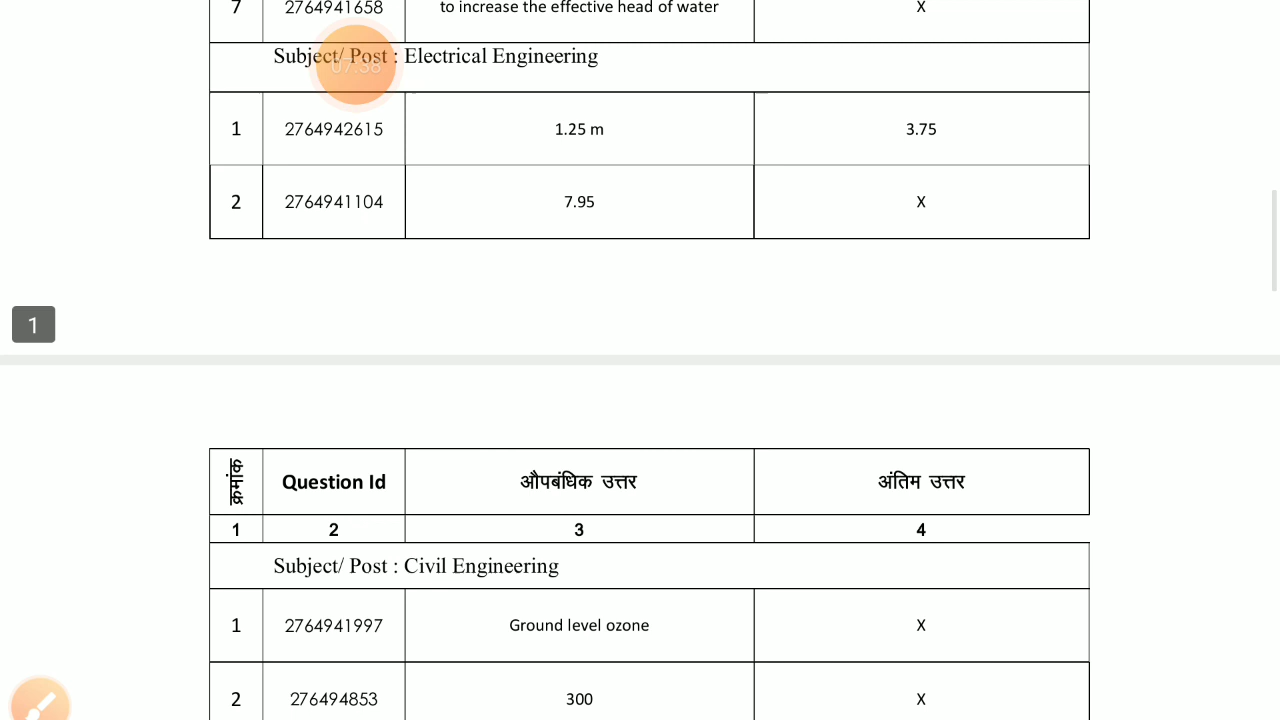 7 2764941658 to increase the effective head of water X
Subject/ Post : Electrical Engineering
07:38
1 2764942615 1.25 m 3.75
2 2764941104 7.95 X
1
क्रमांक Question Id औपबंधिक उत्तर अंतिम उत्तर
1 2 3 4
Subject/ Post : Civil Engineering
1 2764941997 Ground level ozone X
2 276494853 300 X